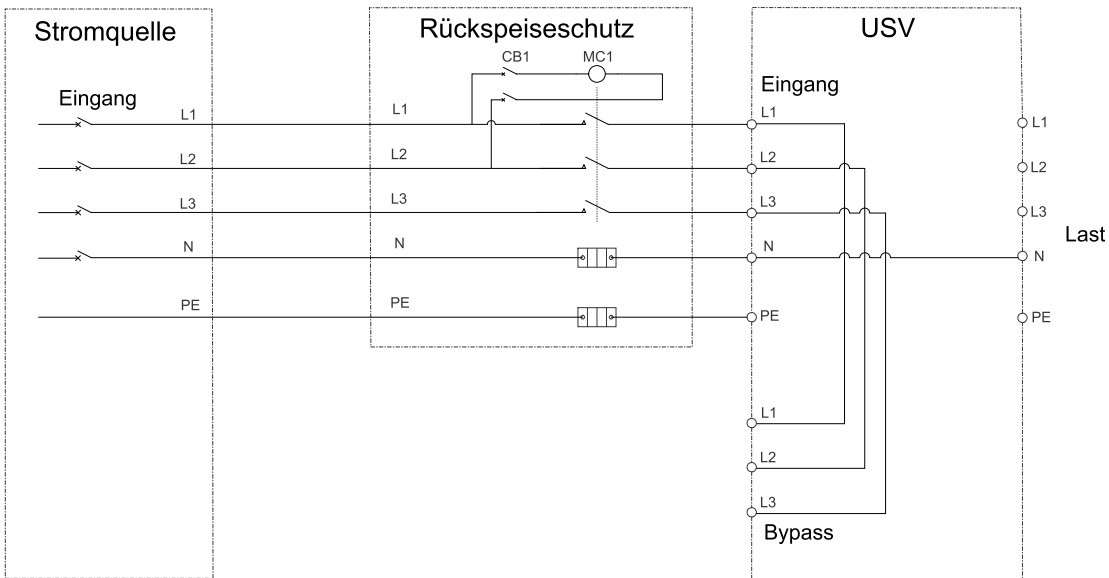 Stromquelle
Rückspeiseschutz
USV
CB1 MC1
Eingang
Eingang
L1
L1
L1
L1
L2
L2
L2
L2
L3
L3
L3
L3
Last
N
N
N
N
PE
PE
PE
PE
L1
L2
L3
Bypass